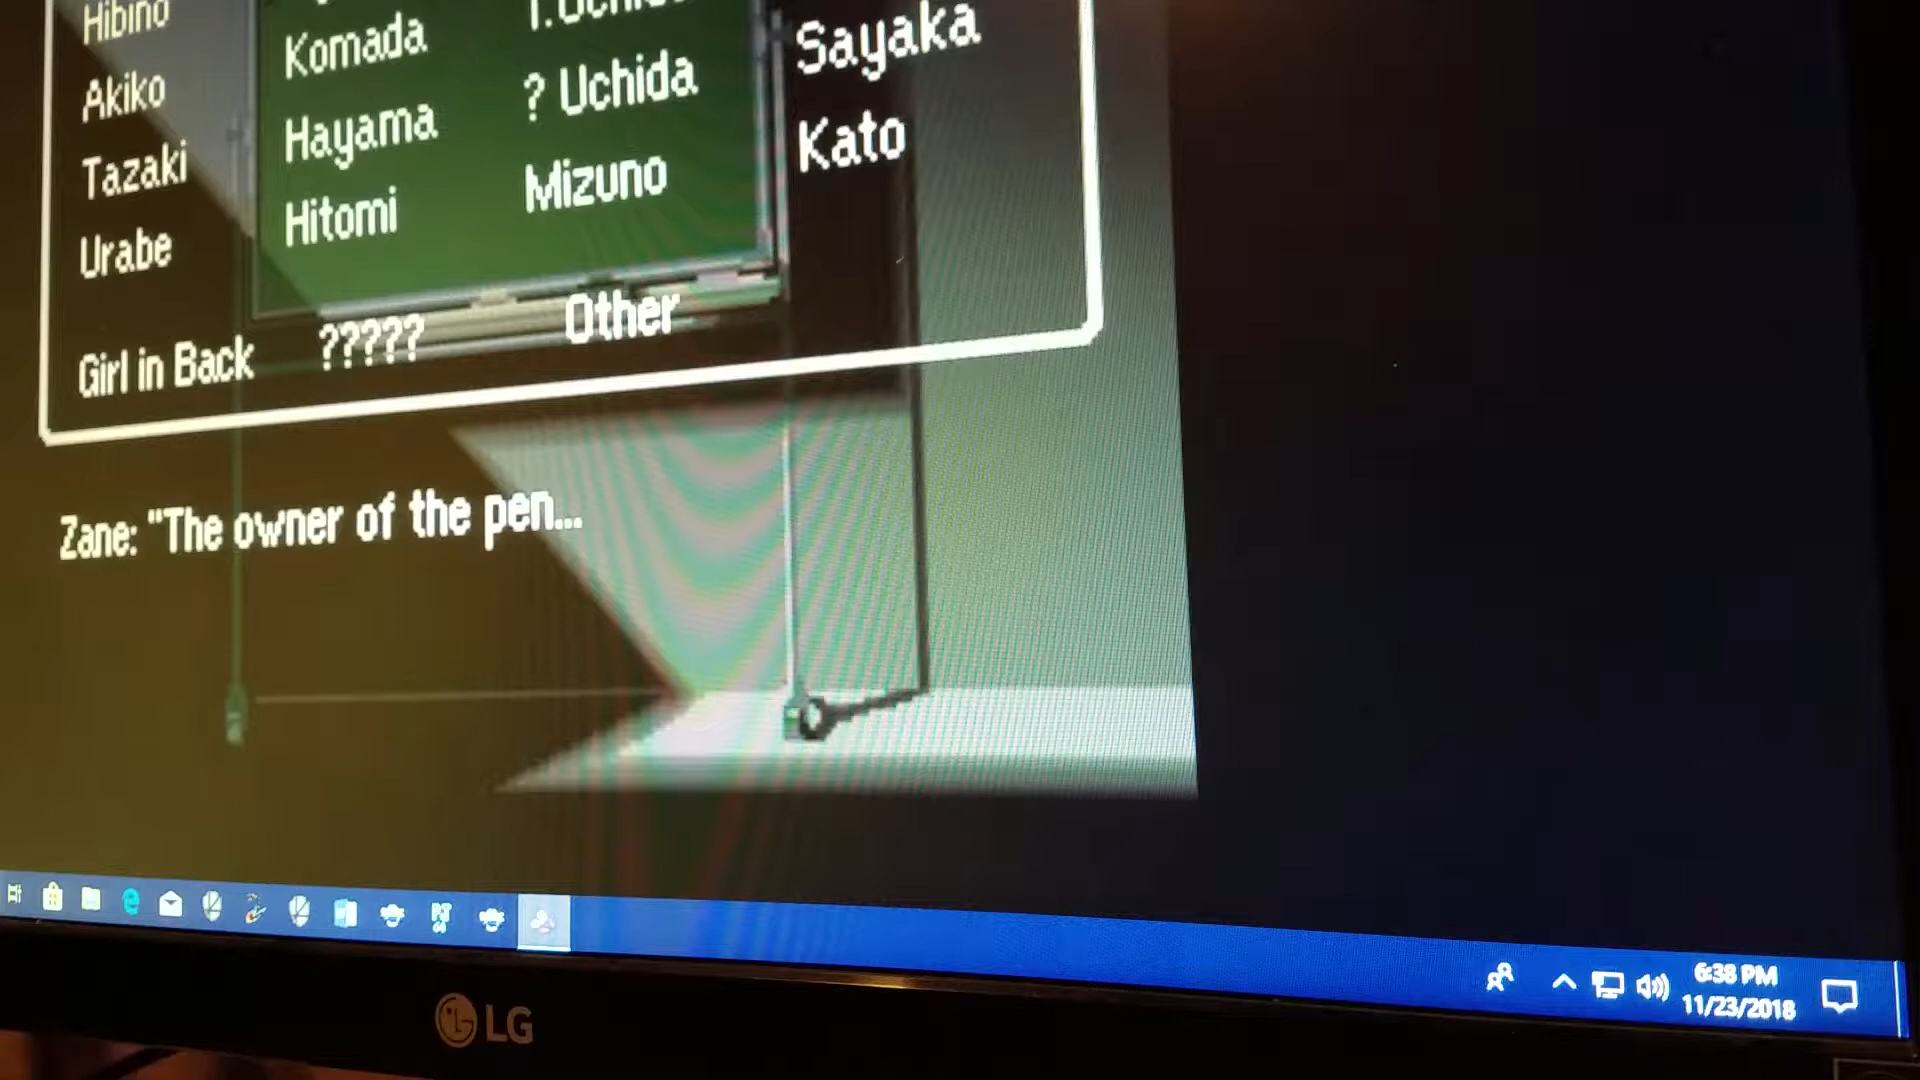 Hibino
Akiko
Tazaki
Urabe
Girl in Back
Komada
Hayama
Hitomi
?????
? Uchida
Mizuno
Other
Sayaka
Kato
Zane: "The owner of the pen...
6:38 PM
11/23/2018
LG